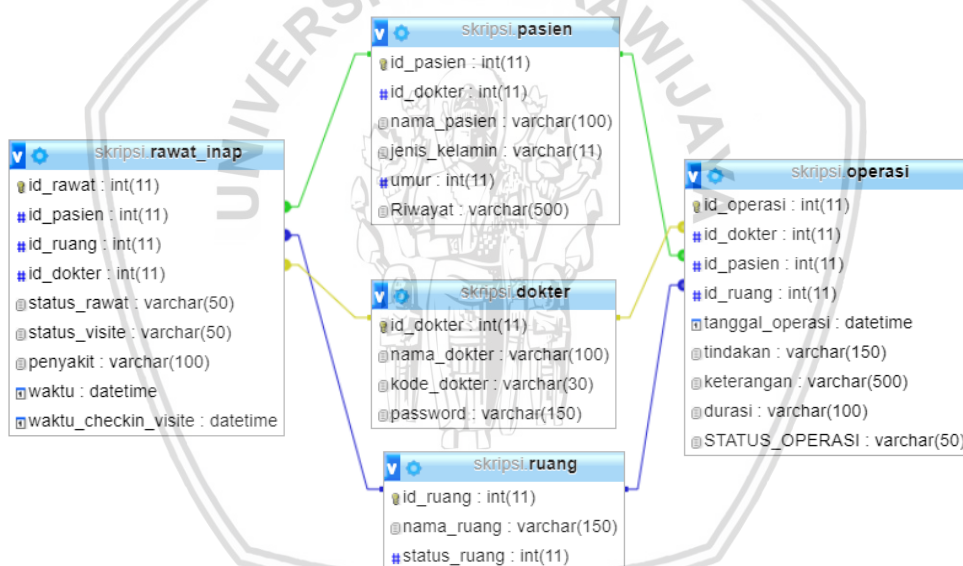 UNIVERSITAS BRAWIJAYA
skripsi.pasien
id_pasien : int(11)
id_dokter : int(11)
nama_pasien : varchar(100)
jenis_kelamin : varchar(11)
umur : int(11)
Riwayat : varchar(500)
skripsi.rawat_inap
id_rawat : int(11)
id_pasien : int(11)
id_ruang : int(11)
id_dokter : int(11)
status_rawat : varchar(50)
status_visite : varchar(50)
penyakit : varchar(100)
waktu : datetime
waktu_checkin_visite : datetime
skripsi.dokter
id_dokter : int(11)
nama_dokter : varchar(100)
kode_dokter : varchar(30)
password : varchar(150)
skripsi.operasi
id_operasi : int(11)
id_dokter : int(11)
id_pasien : int(11)
id_ruang : int(11)
tanggal_operasi : datetime
tindakan : varchar(150)
keterangan : varchar(500)
durasi : varchar(100)
STATUS_OPERASI : varchar(50)
skripsi.ruang
id_ruang : int(11)
nama_ruang : varchar(150)
status_ruang : int(11)